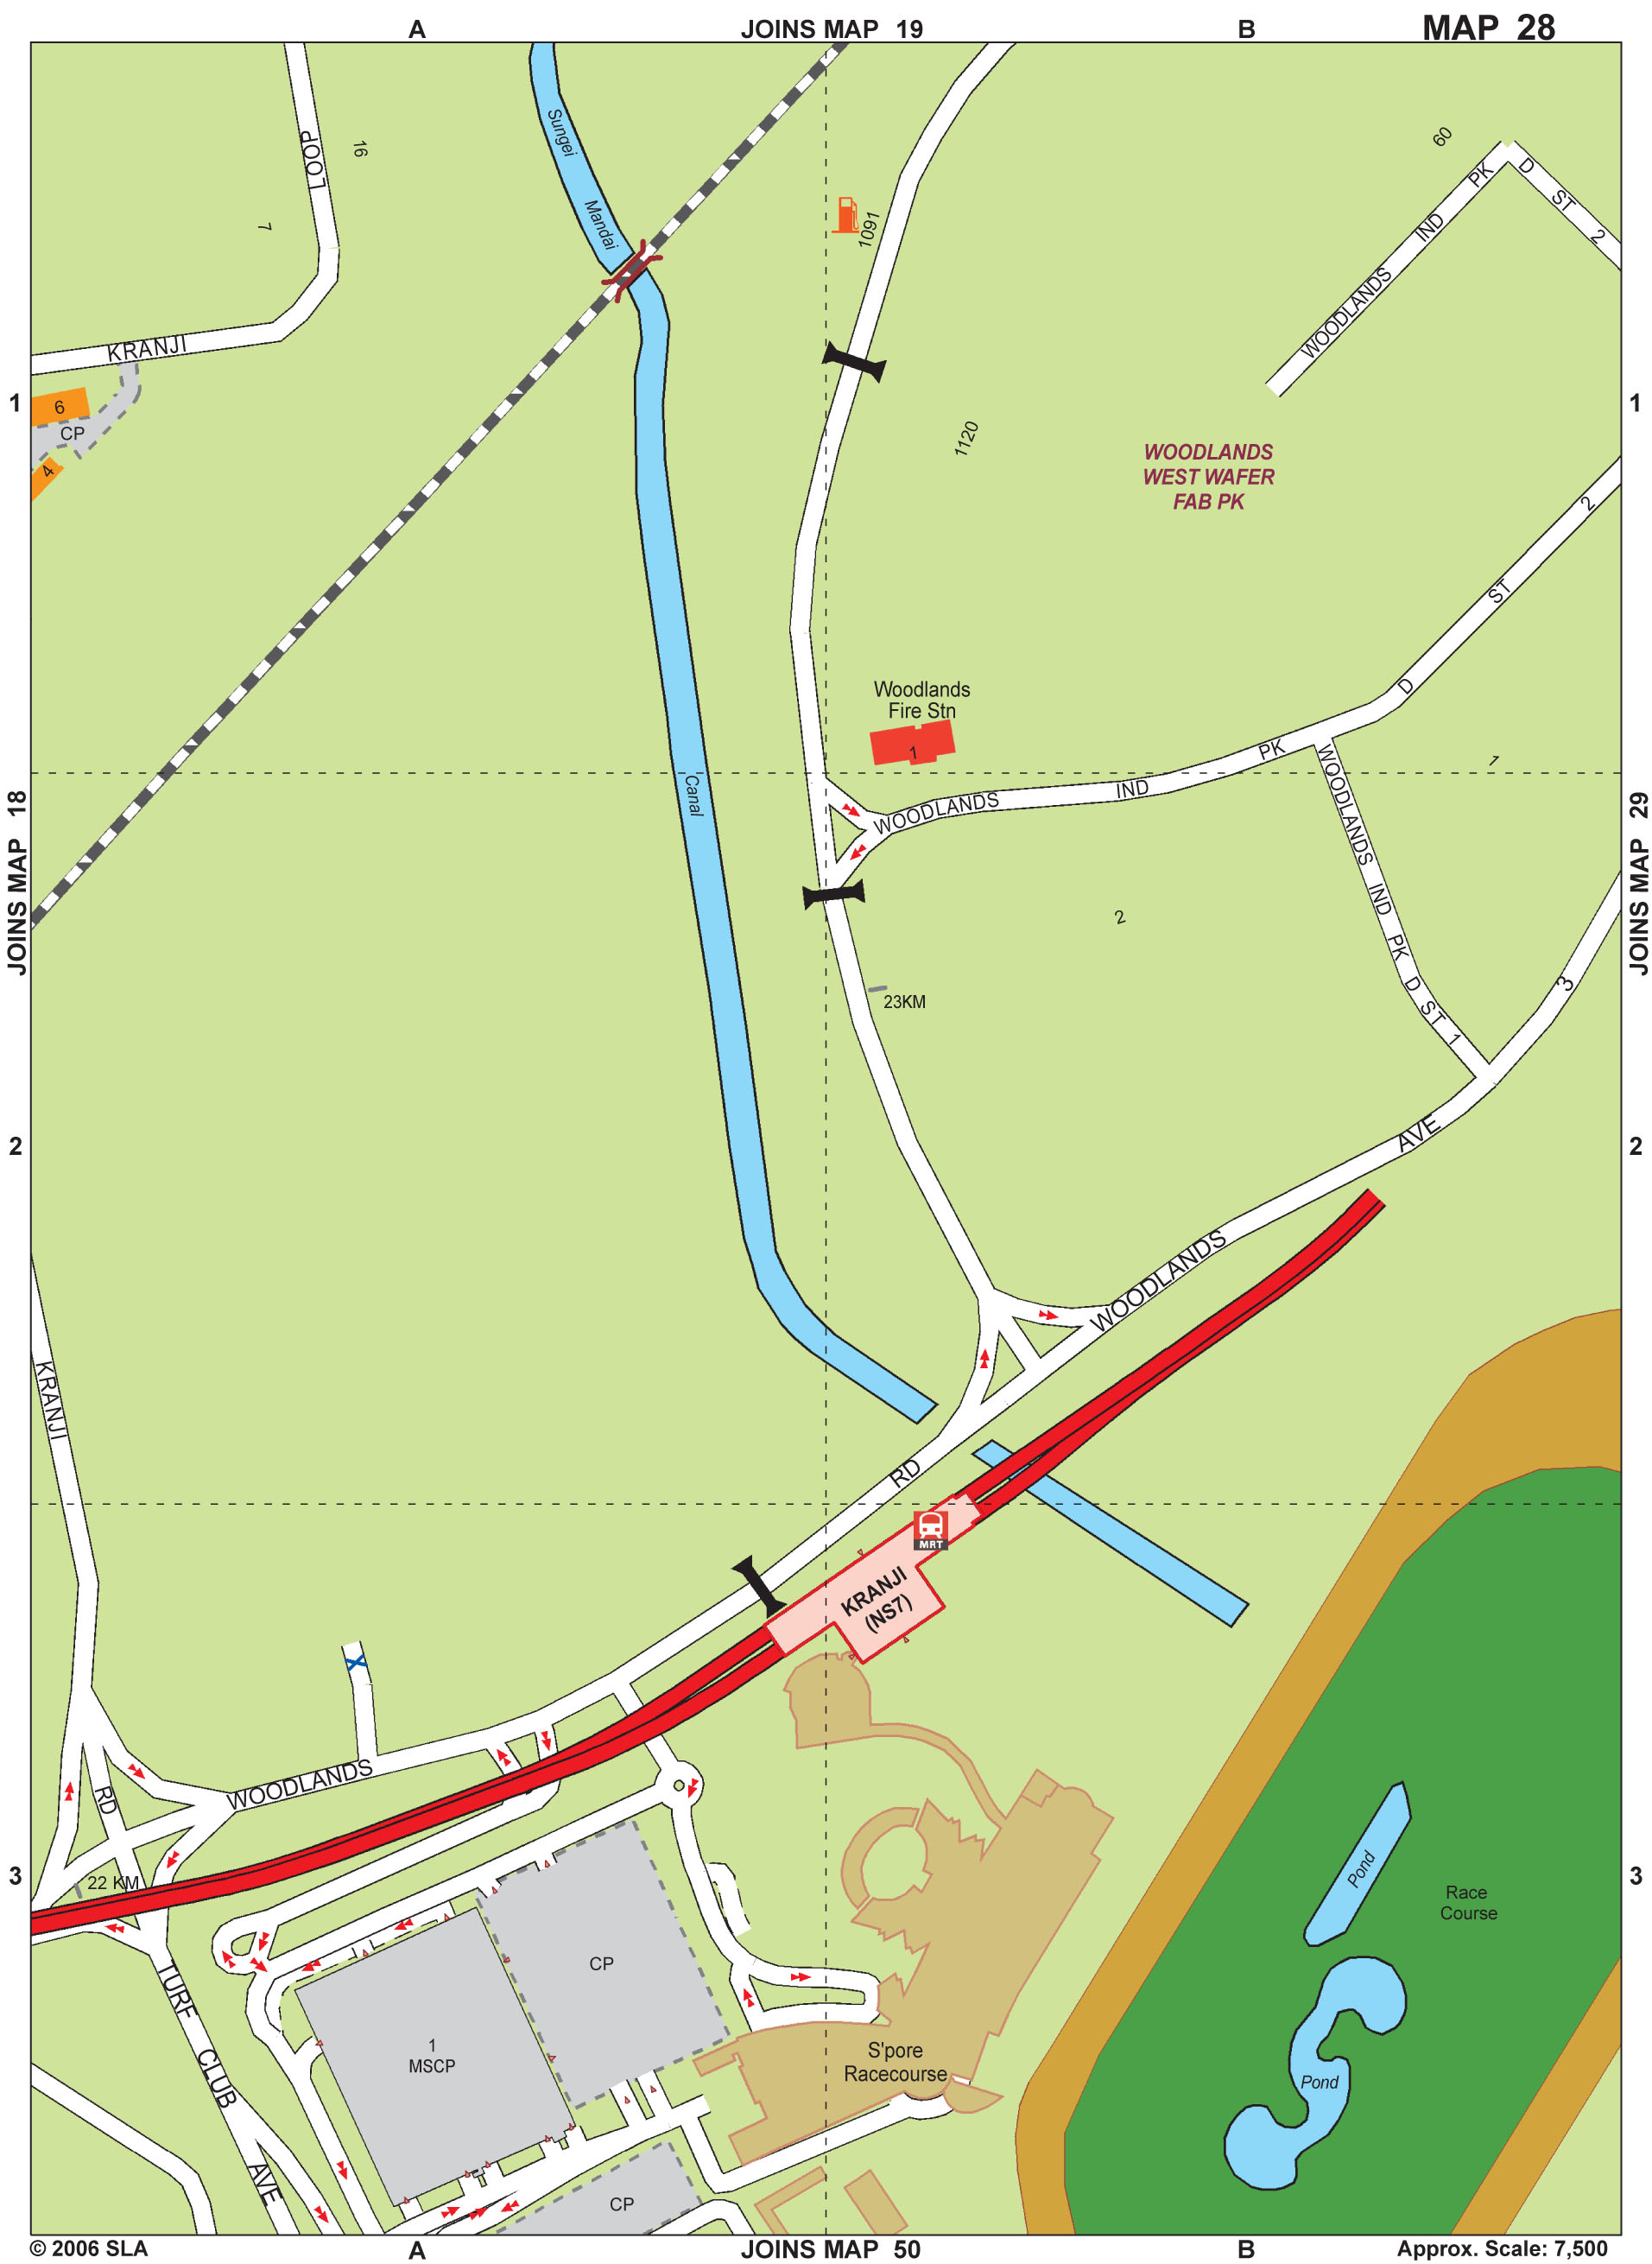 A
JOINS MAP 19
B
MAP 28
LOOP
16
7
Sungei
Mandai
1091
60
WOODLANDS IND PK
D ST 2
KRANJI
6
CP
4
1
1
1120
WOODLANDS
WEST WAFER
FAB PK
Woodlands
Fire Stn
1
WOODLANDS IND PK D ST 2
1
JOINS MAP 18
JOINS MAP 29
Canal
WOODLANDS IND PK D ST 1
2
23KM
3
2
2
WOODLANDS AVE
KRANJI
RD
MRT
KRANJI
(NS7)
X
WOODLANDS
RD
3
3
22 KM
TURF CLUB AVE
CP
1
MSCP
S'pore
Racecourse
Pond
Race
Course
Pond
CP
© 2006 SLA
A
JOINS MAP 50
B
Approx. Scale: 7,500